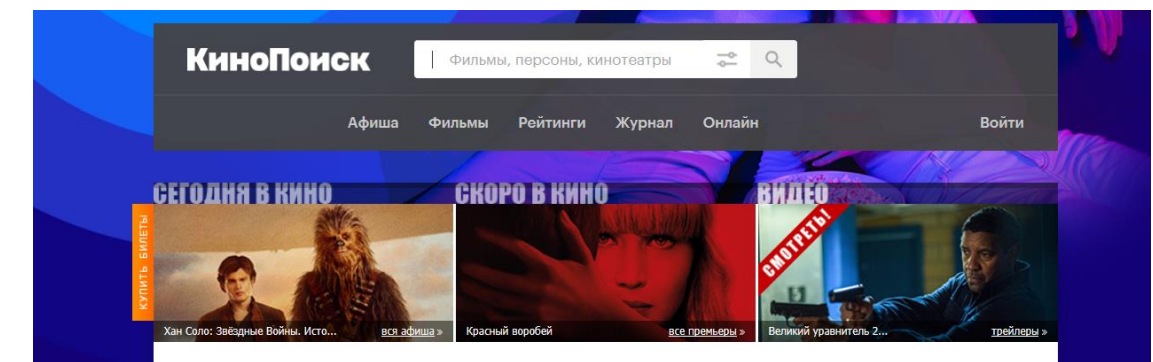 КиноПоиск
Фильмы, персоны, кинотеатры
Афиша Фильмы Рейтинги Журнал Онлайн Войти
СЕГОДНЯ В КИНО СКОРО В КИНО ВИДЕО
КУПИТЬ БИЛЕТЫ
СМОТРЕТЬ!
Хан Соло: Звёздные Войны. Исто... вся афиша » Красный воробей все премьеры » Великий уравнитель 2... трейлеры »